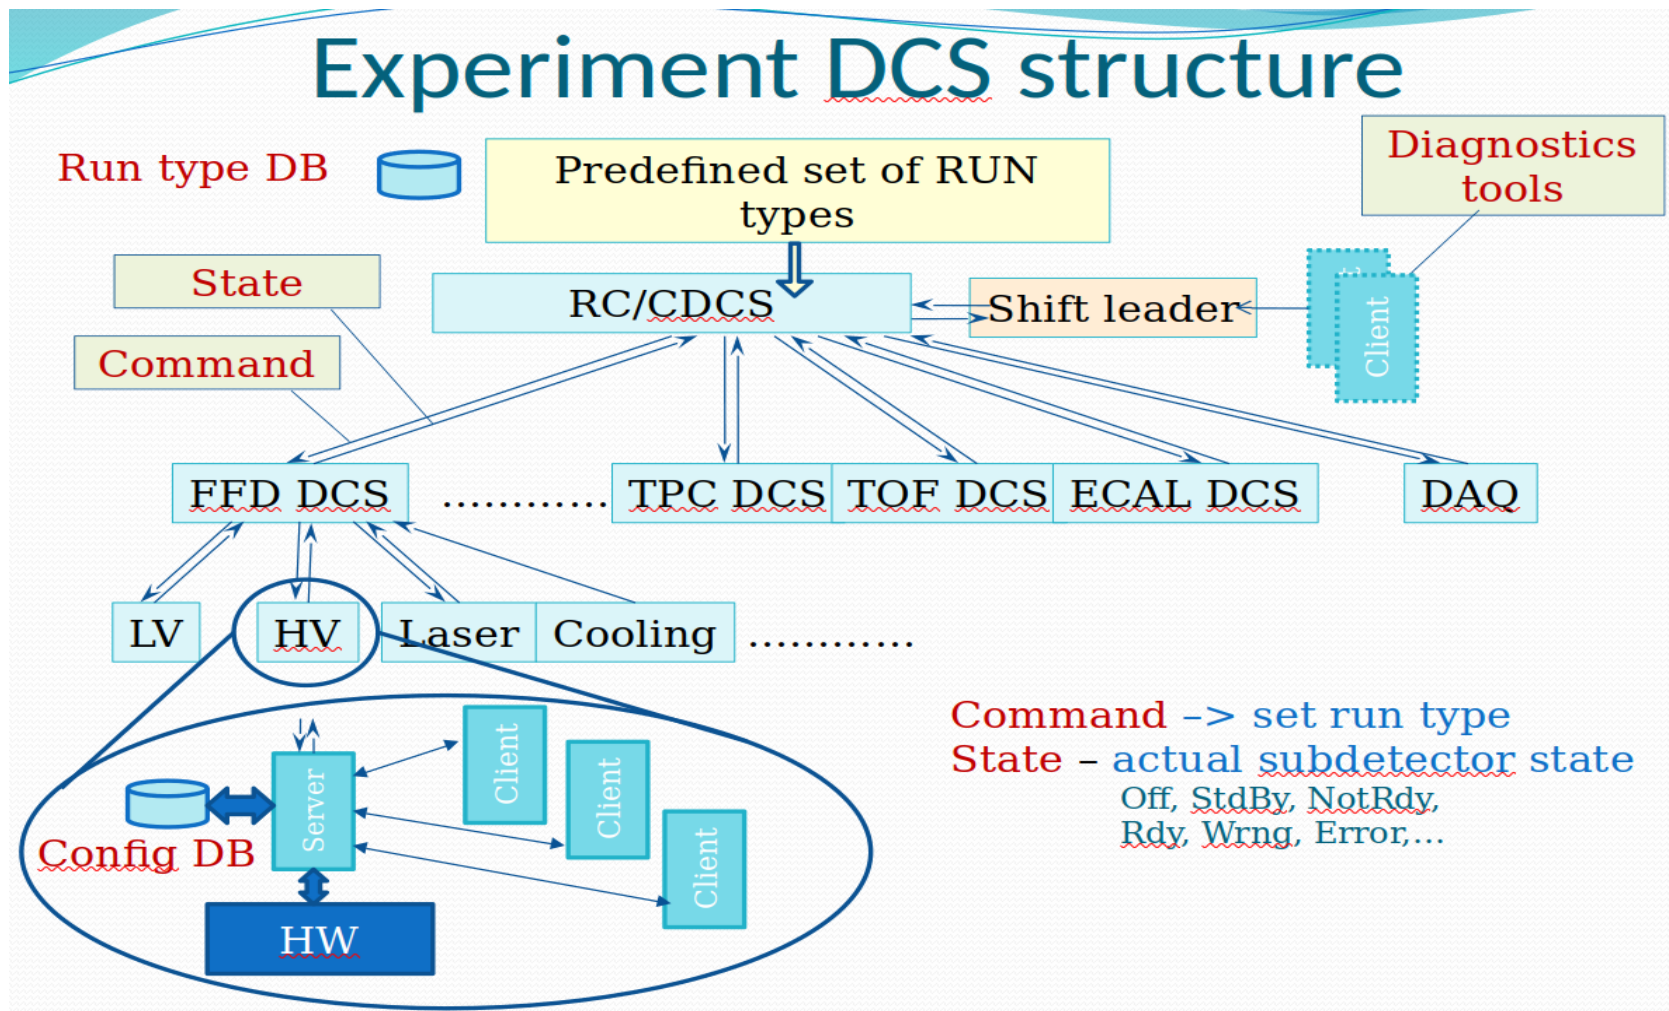 Experiment DCS structure
Run type DB
Predefined set of RUN
types
Diagnostics
tools
State
RC/CDCS
Shift leader
Client
Command
FFD DCS
............
TPC DCS
TOF DCS
ECAL DCS
DAQ
LV
HV
Laser
Cooling
............
Command –> set run type
State – actual subdetector state
Off, StdBy, NotRdy,
Rdy, Wrng, Error,...
Server
Client
Client
Client
Config DB
HW